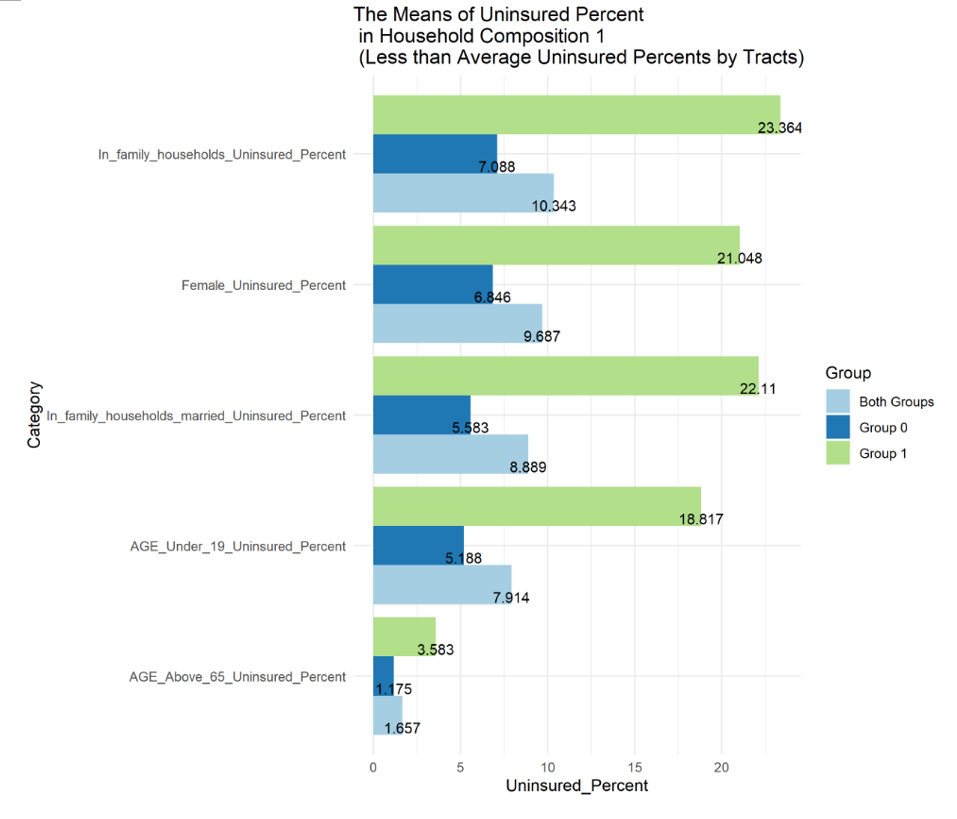 The Means of Uninsured Percent
in Household Composition 1
(Less than Average Uninsured Percents by Tracts)
Category
In_family_households_Uninsured_Percent
23.364
7.088
10.343
Female_Uninsured_Percent
21.048
6.846
9.687
In_family_households_married_Uninsured_Percent
22.11
5.583
8.889
AGE_Under_19_Uninsured_Percent
18.817
5.188
7.914
AGE_Above_65_Uninsured_Percent
3.583
1.175
1.657
0 5 10 15 20
Uninsured_Percent
Group
Both Groups
Group 0
Group 1